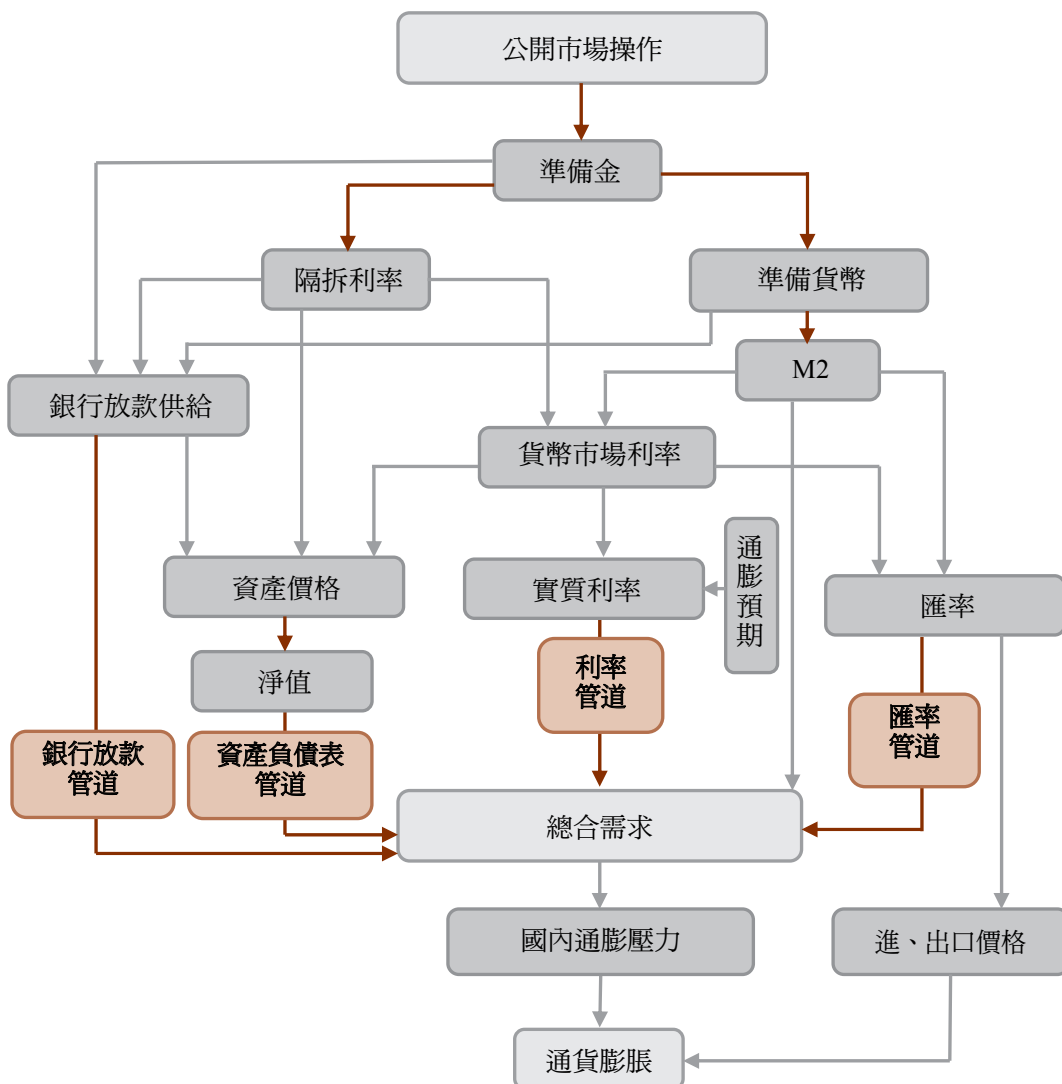 公開市場操作
準備金
隔拆利率
準備貨幣
M2
銀行放款供給
貨幣市場利率
通膨預期
資產價格
實質利率
匯率
淨值
利率
管道
匯率
管道
銀行放款
管道
資產負債表
管道
總合需求
國內通膨壓力
進、出口價格
通貨膨脹